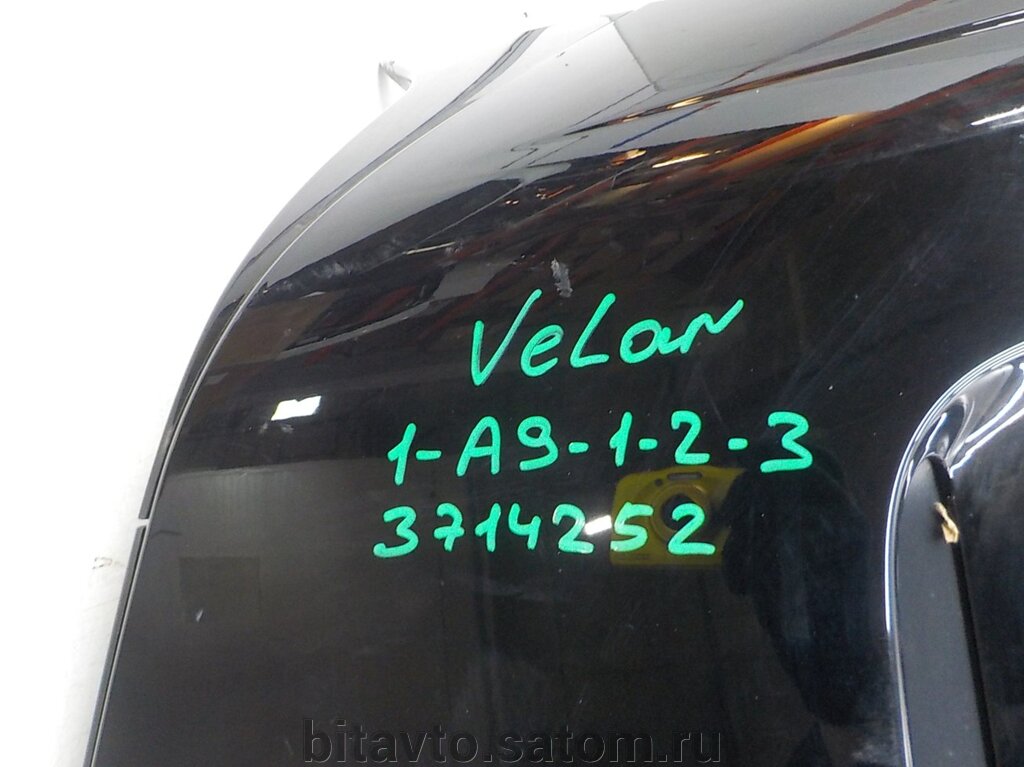 VeLar
1-A9-1-2-3
3714252
bitavto.satom.ru